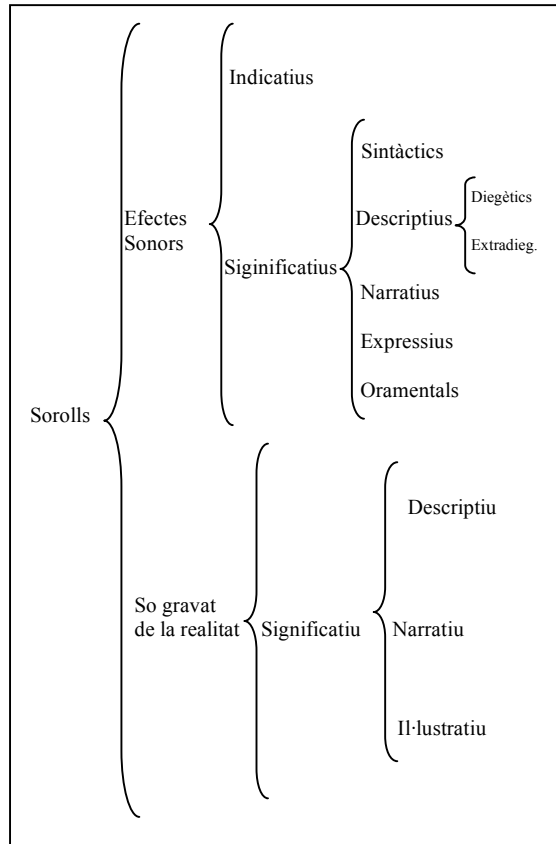 Indicatius
Sintàctics
Diegètics
Efectes
Sonors
Descriptius
Extradieg.
Siginificatius
Narratius
Expressius
Oramentals
Sorolls
Descriptiu
So gravat
de la realitat
Significatiu
Narratiu
Il·lustratiu